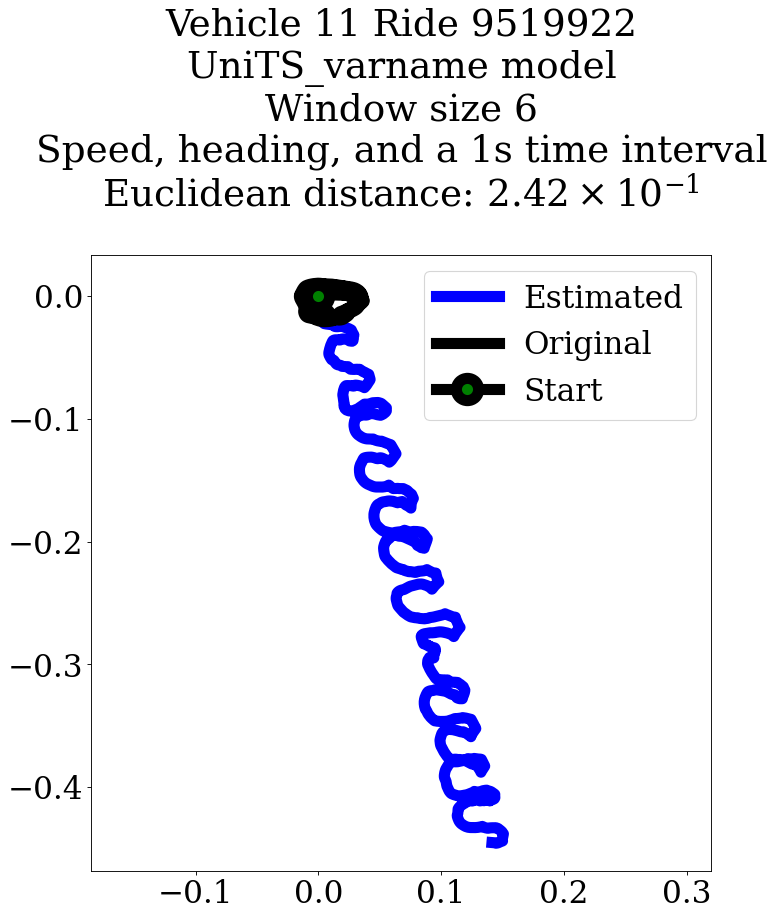 Vehicle 11 Ride 9519922
UniTS_varname model
Window size 6
Speed, heading, and a 1s time interval
Euclidean distance: 2.42 × 10⁻¹
Estimated
Original
Start
0.0
−0.1
−0.2
−0.3
−0.4
−0.1 0.0 0.1 0.2 0.3